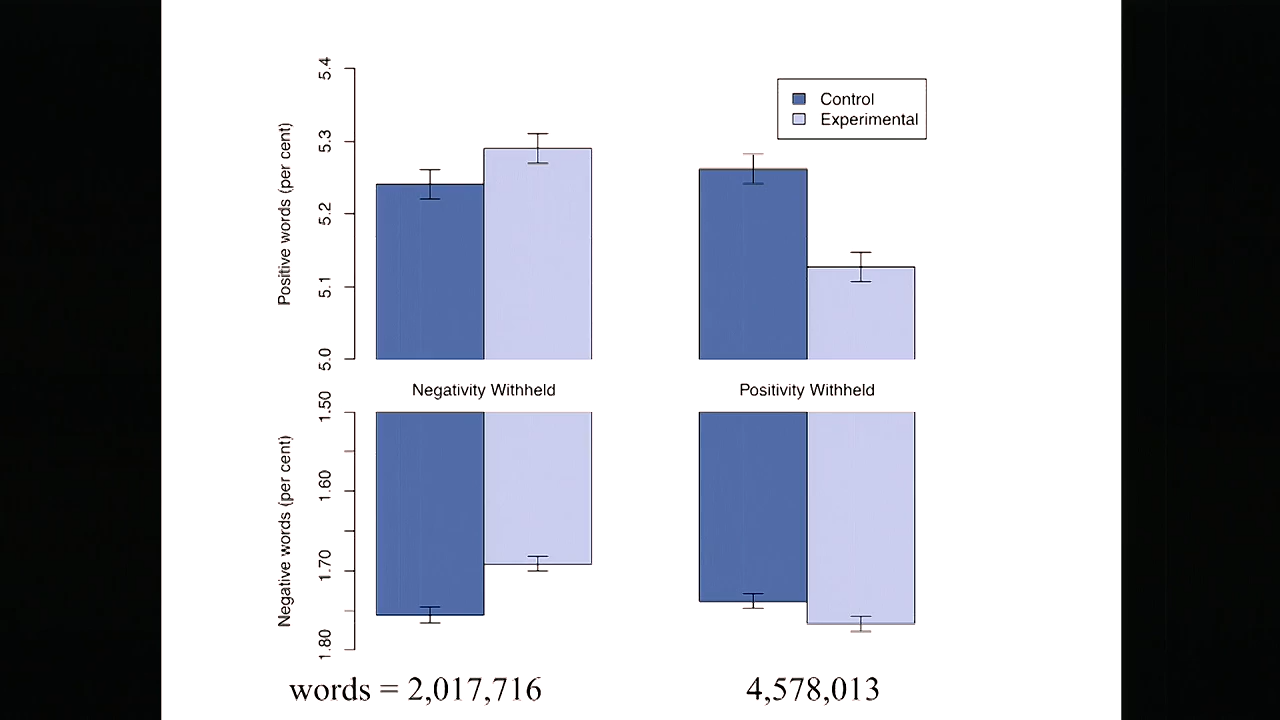 Positive words (per cent)
5.4
5.3
5.2
5.1
5.0
Control
Experimental
Negativity Withheld
Positivity Withheld
Negative words (per cent)
1.50
1.60
1.70
1.80
words = 2,017,716
4,578,013